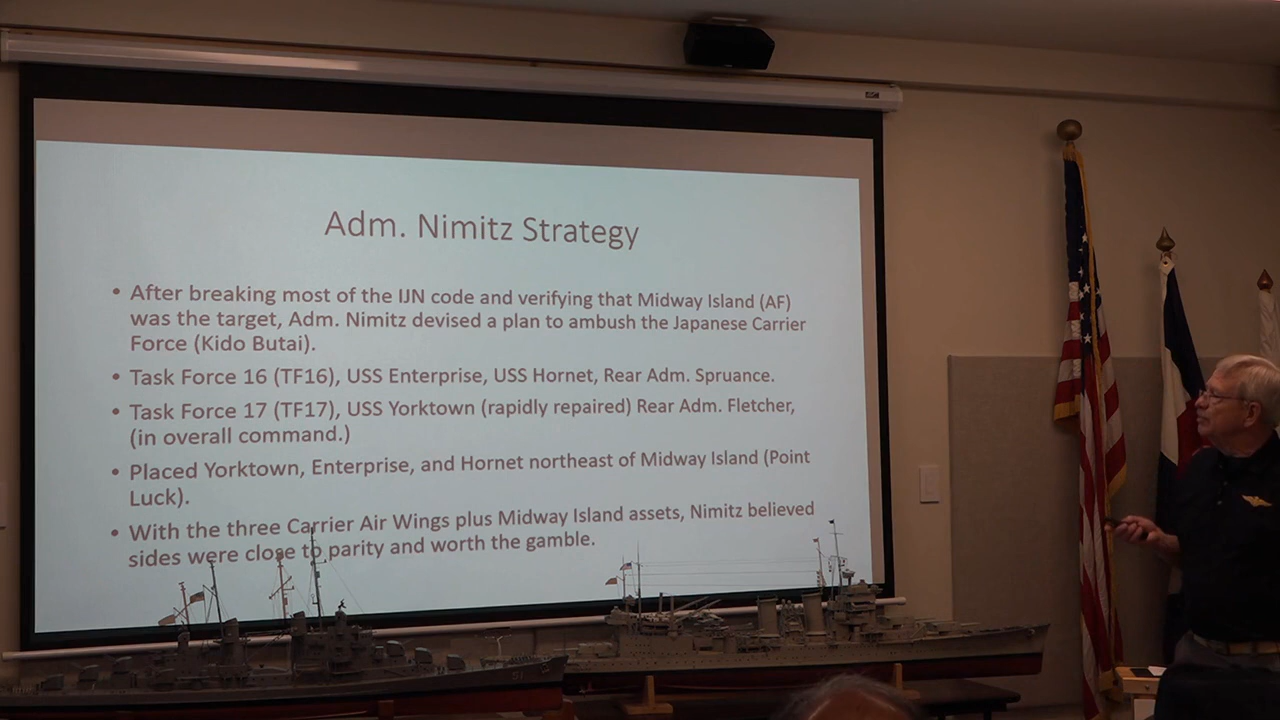 Adm. Nimitz Strategy
• After breaking most of the IJN code and verifying that Midway Island (AF)
was the target, Adm. Nimitz devised a plan to ambush the Japanese Carrier
Force (Kido Butai).
• Task Force 16 (TF16), USS Enterprise, USS Hornet, Rear Adm. Spruance.
• Task Force 17 (TF17), USS Yorktown (rapidly repaired) Rear Adm. Fletcher,
(in overall command.)
• Placed Yorktown, Enterprise, and Hornet northeast of Midway Island (Point
Luck).
• With the three Carrier Air Wings plus Midway Island assets, Nimitz believed
sides were close to parity and worth the gamble.